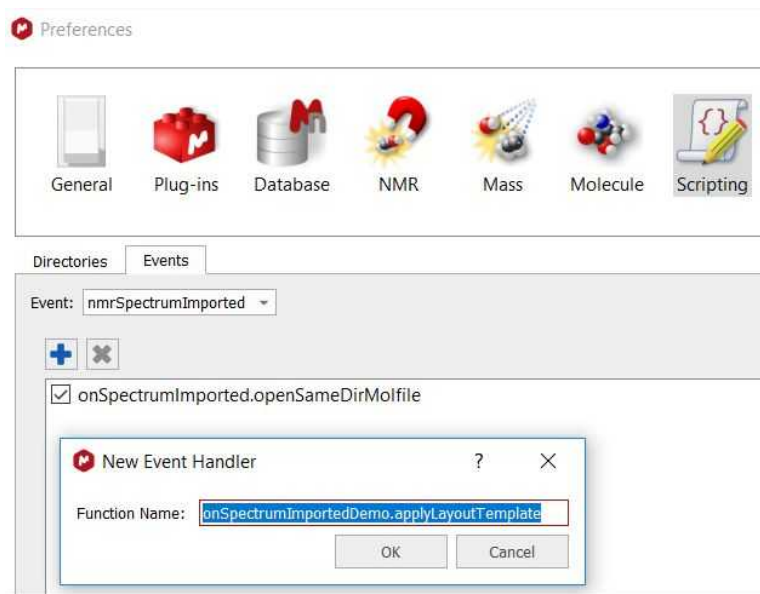 Preferences
General Plug-ins Database NMR Mass Molecule Scripting
Directories Events
Event: nmrSpectrumImported
onSpectrumImported.openSameDirMolfile
New Event Handler ?
Function Name: onSpectrumImportedDemo.applyLayoutTemplate
OK Cancel